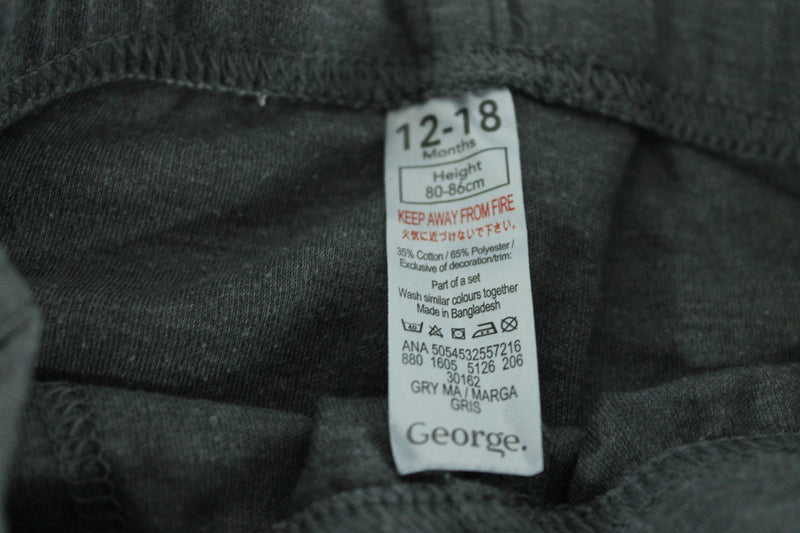 12-18
Months
Height
80-86cm
KEEP AWAY FROM FIRE
火気に近づけないで下さい。
35% Cotton / 65% Polyester /
Exclusive of decoration/trim:
Part of a set
Wash similar colours together
Made in Bangladesh
40
ANA 5054532557216
880 1605 5126 206
30162
GRY MA / MARGA
GRIS
George.